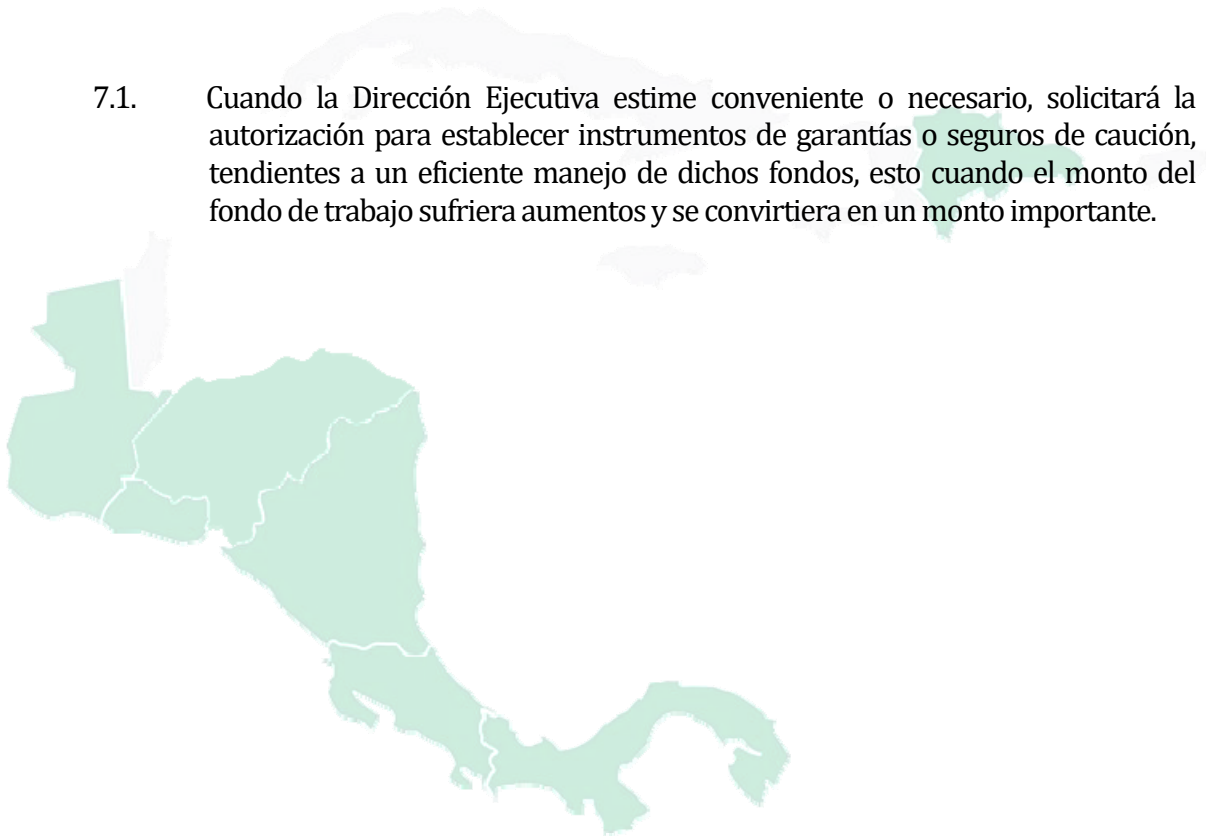 7.1. Cuando la Dirección Ejecutiva estime conveniente o necesario, solicitará la
autorización para establecer instrumentos de garantías o seguros de caución,
tendientes a un eficiente manejo de dichos fondos, esto cuando el monto del
fondo de trabajo sufriera aumentos y se convirtiera en un monto importante.